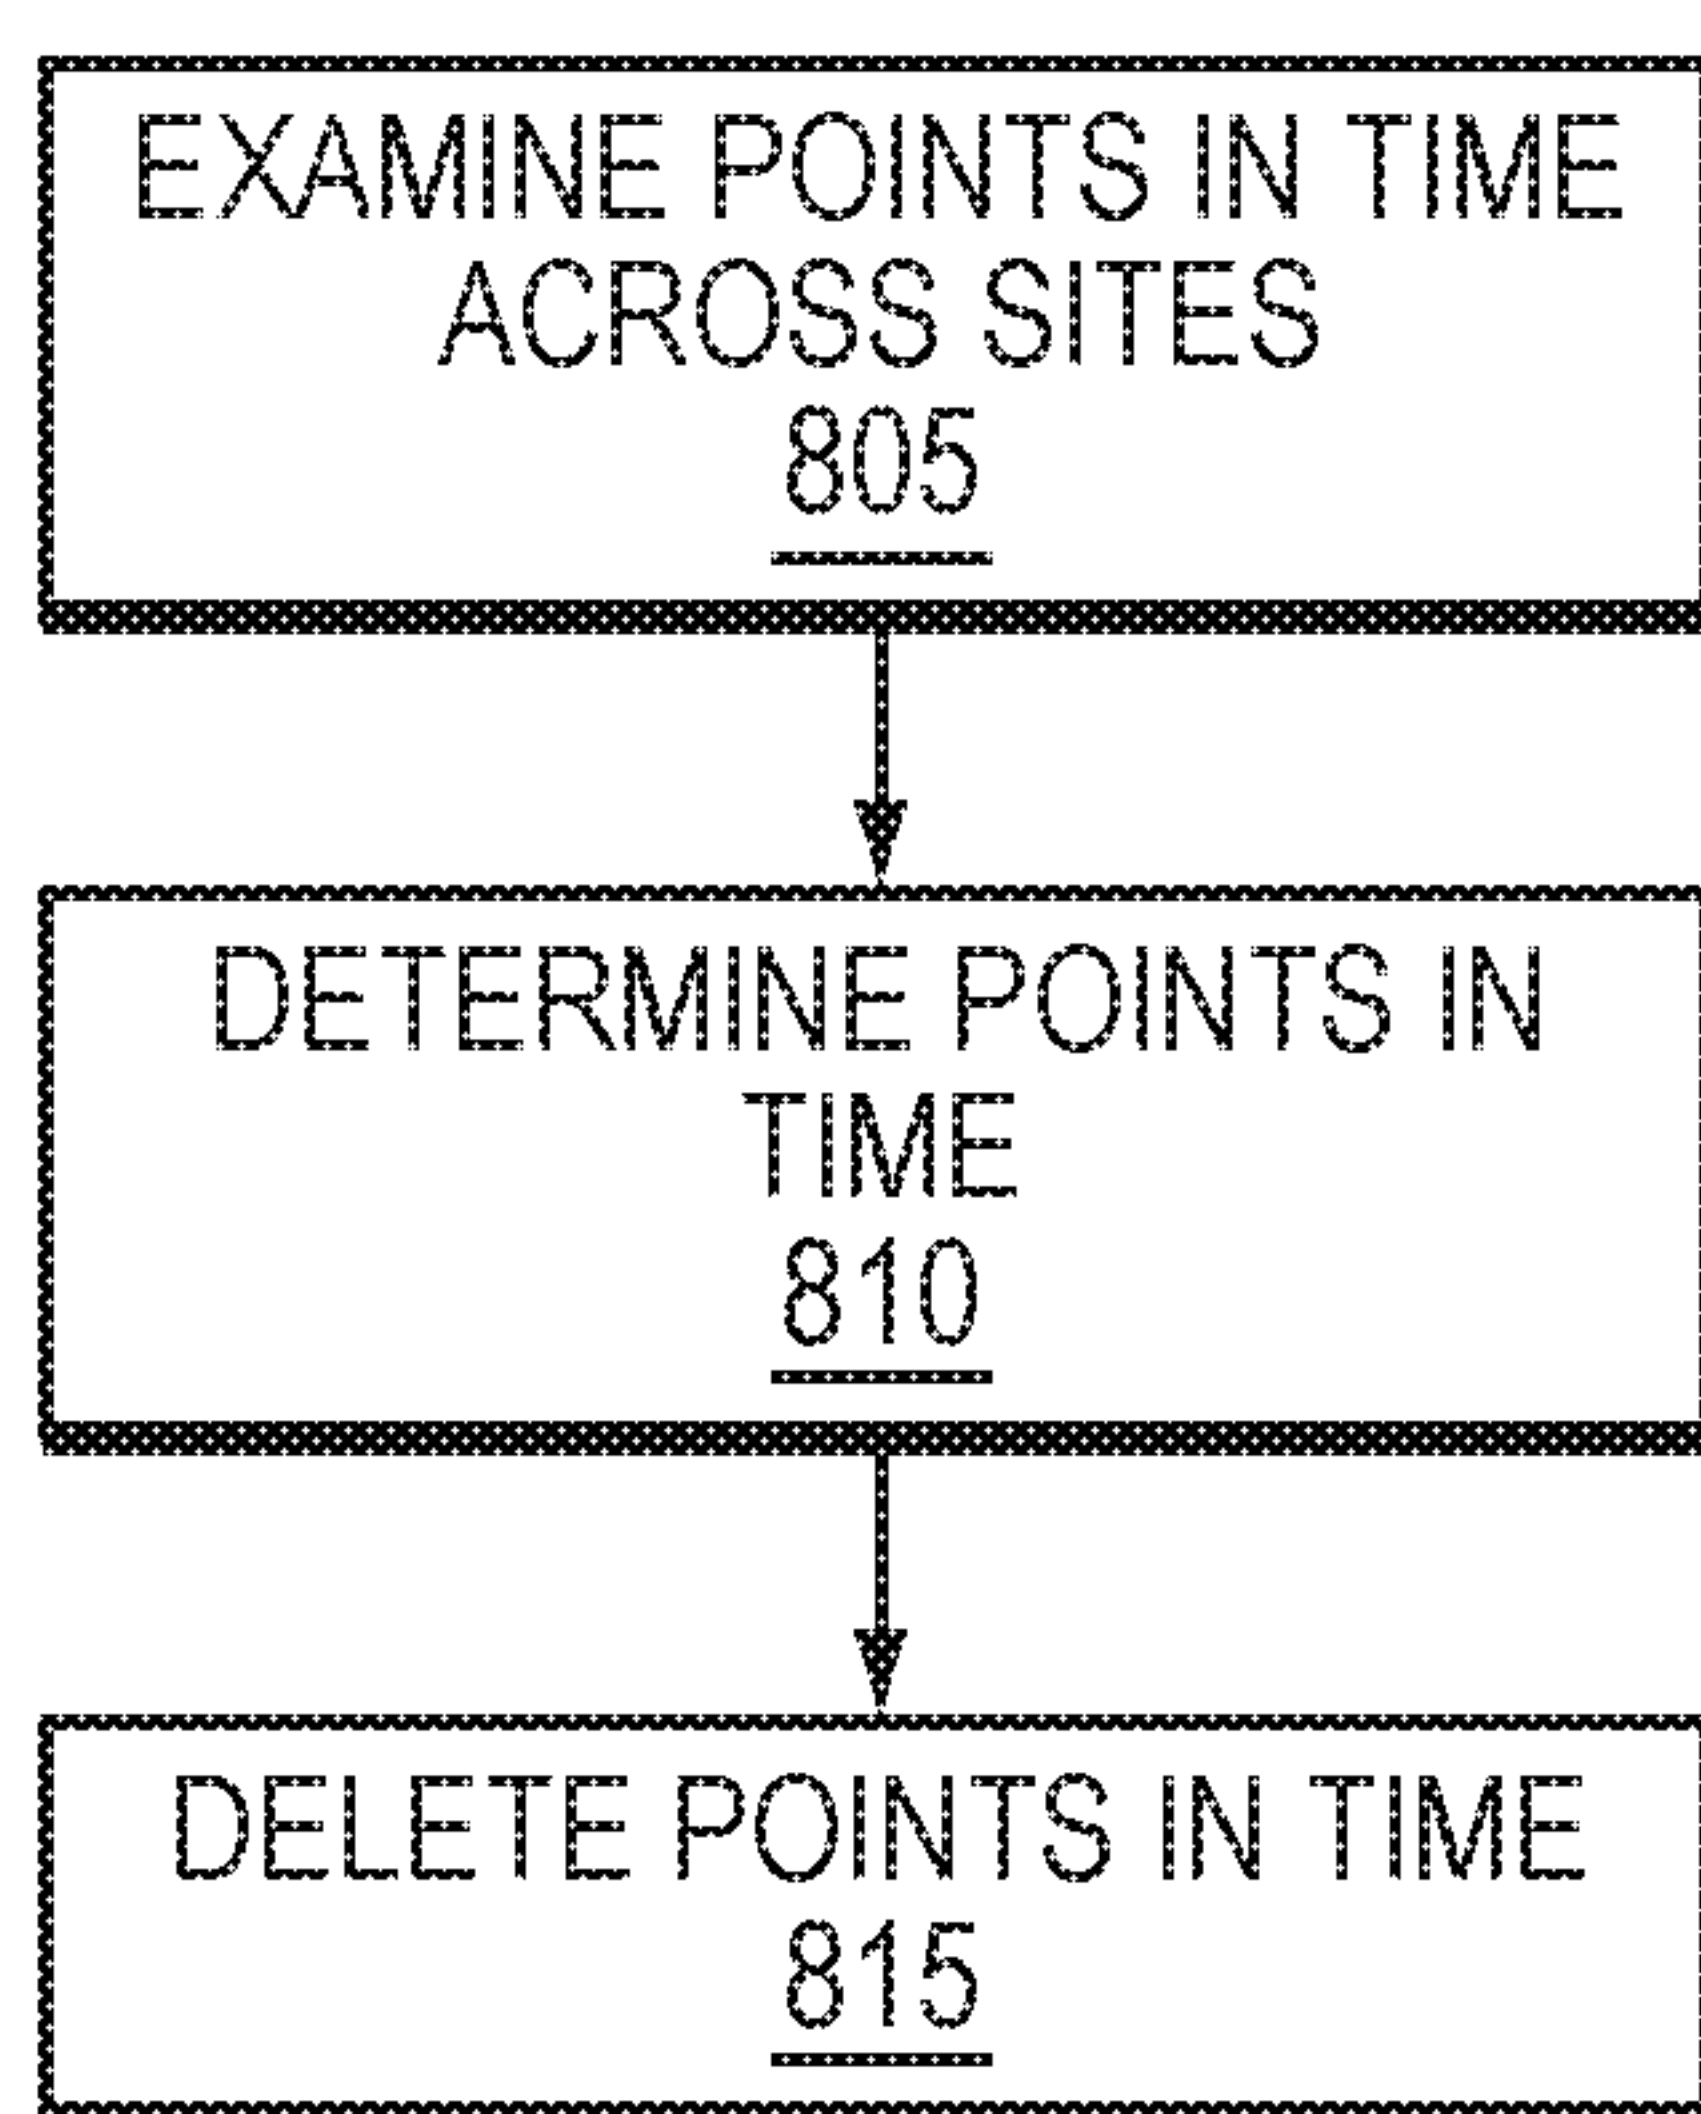 EXAMINE POINTS IN TIME
ACROSS SITES
805
DETERMINE POINTS IN
TIME
810
DELETE POINTS IN TIME
815